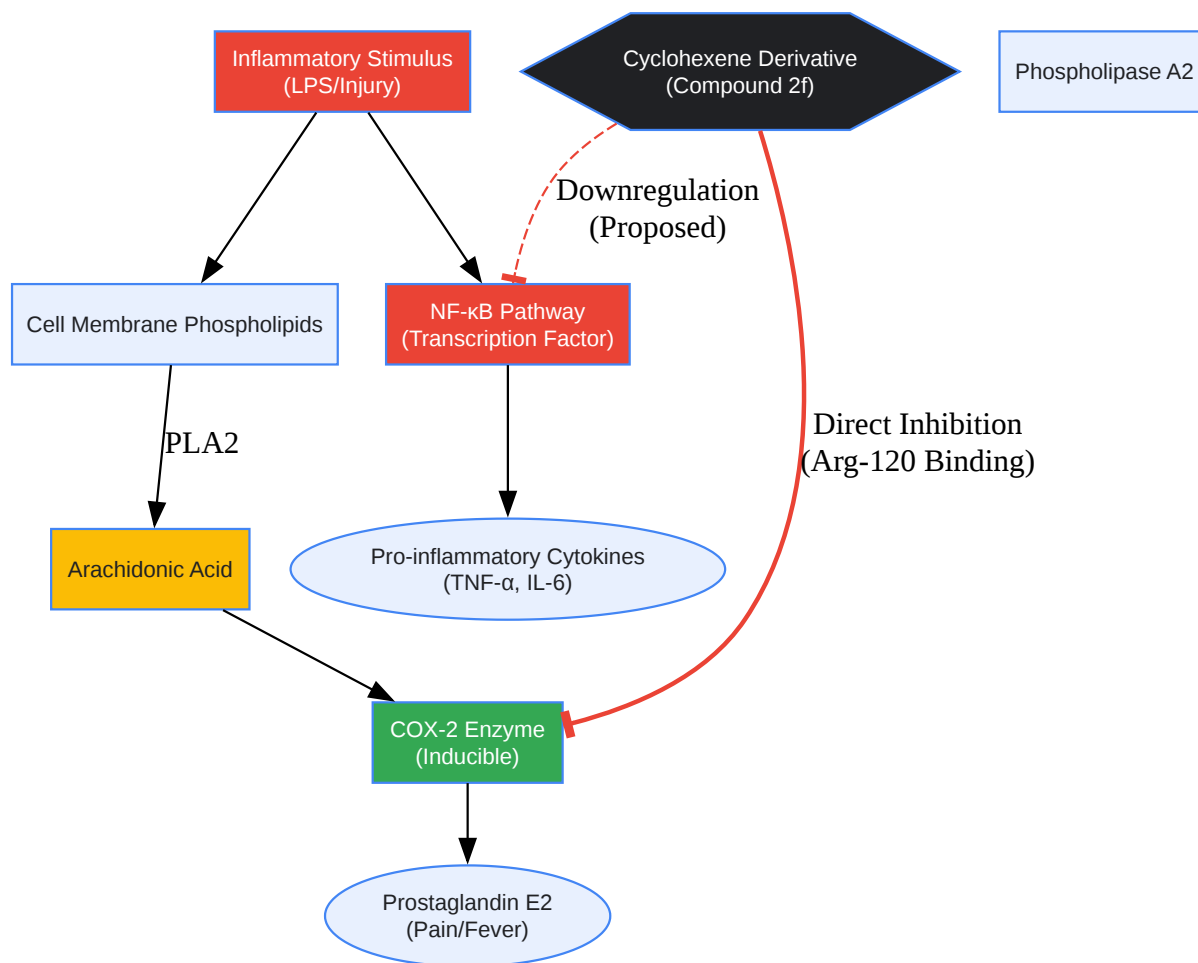 Inflammatory Stimulus
(LPS/Injury)
Cyclohexene Derivative
(Compound 2f)
Phospholipase A2
Downregulation
(Proposed)
Cell Membrane Phospholipids
NF-κB Pathway
(Transcription Factor)
PLA2
Direct Inhibition
(Arg-120 Binding)
Arachidonic Acid
Pro-inflammatory Cytokines
(TNF-α, IL-6)
COX-2 Enzyme
(Inducible)
Prostaglandin E2
(Pain/Fever)